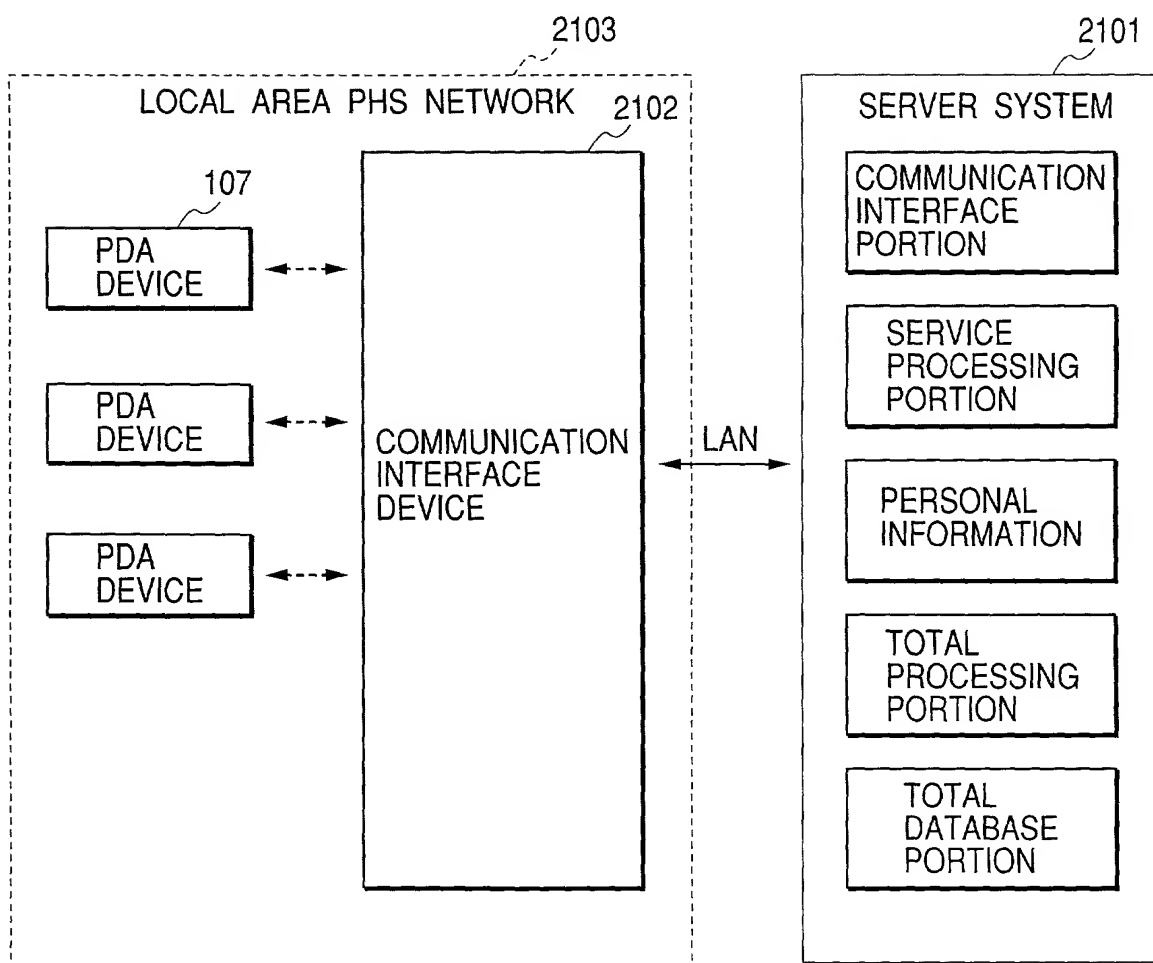 2103
2101
LOCAL AREA PHS NETWORK
2102
SERVER SYSTEM
107
PDA
DEVICE
PDA
DEVICE
PDA
DEVICE
COMMUNICATION
INTERFACE
DEVICE
LAN
COMMUNICATION
INTERFACE
PORTION
SERVICE
PROCESSING
PORTION
PERSONAL
INFORMATION
TOTAL
PROCESSING
PORTION
TOTAL
DATABASE
PORTION